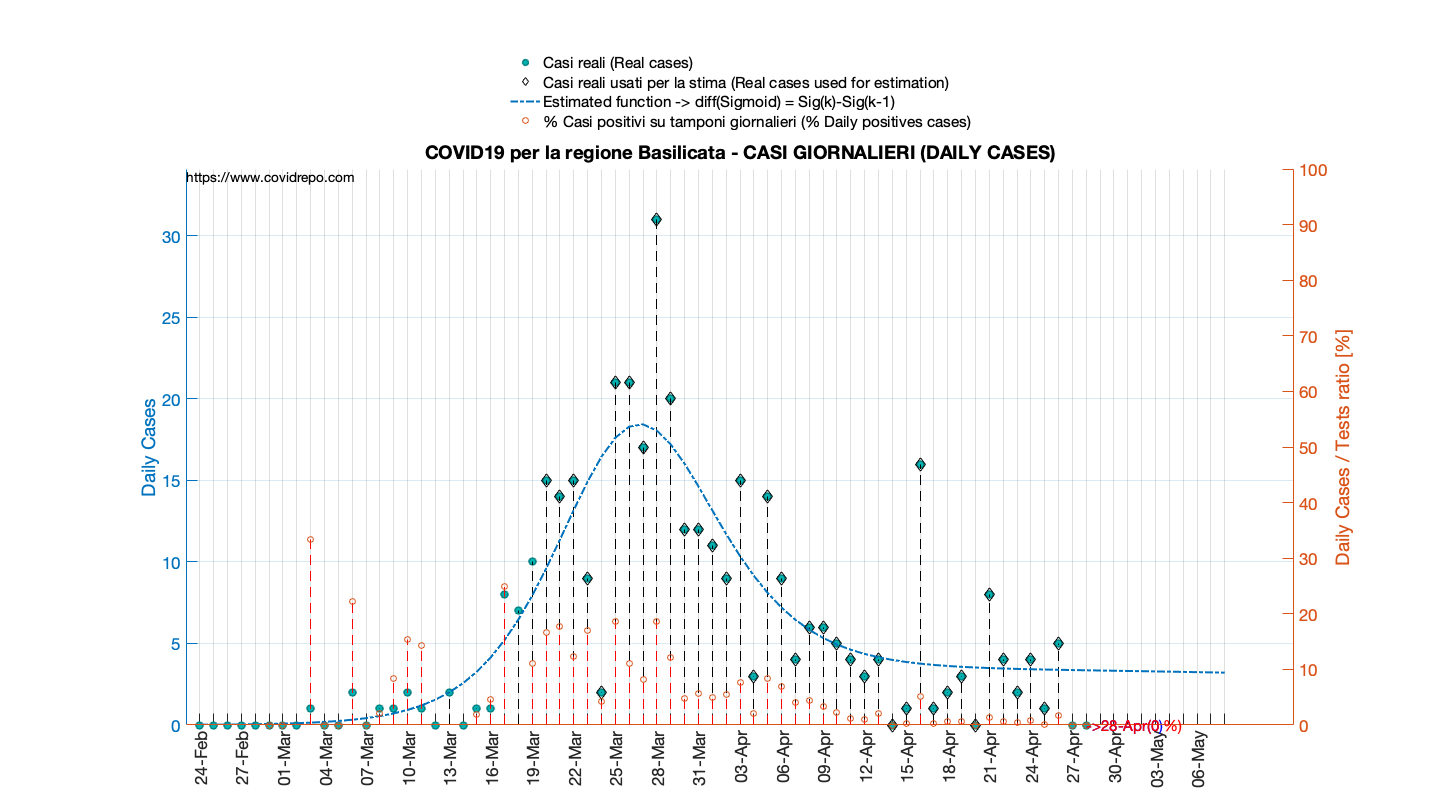 Casi reali (Real cases)
Casi reali usati per la stima (Real cases used for estimation)
Estimated function -> diff(Sigmoid) = Sig(k)-Sig(k-1)
% Casi positivi su tamponi giornalieri (% Daily positives cases)
COVID19 per la regione Basilicata - CASI GIORNALIERI (DAILY CASES)
https://www.covidrepo.com
Daily Cases
30
25
20
15
10
5
0
100
90
80
70
60
50
40
30
20
10
0
Daily Cases / Tests ratio [%]
->28-Apr(0%)
24-Feb
27-Feb
01-Mar
04-Mar
07-Mar
10-Mar
13-Mar
16-Mar
19-Mar
22-Mar
25-Mar
28-Mar
31-Mar
03-Apr
06-Apr
09-Apr
12-Apr
15-Apr
18-Apr
21-Apr
24-Apr
27-Apr
30-Apr
03-May
06-May